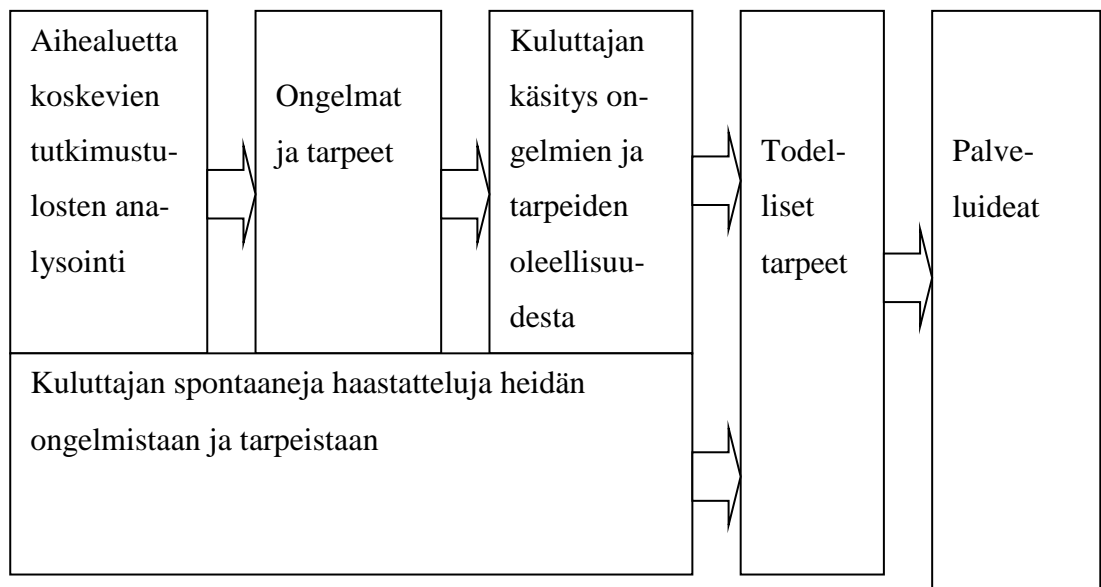 Aihealuetta
koskevien
tutkimustu-
losten ana-
lysointi
Ongelmat
ja tarpeet
Kuluttajan
käsitys on-
gelmien ja
tarpeiden
oleellisuu-
desta
Todel-
liset
tarpeet
Palve-
luideat
Kuluttajan spontaaneja haastatteluja heidän
ongelmistaan ja tarpeistaan